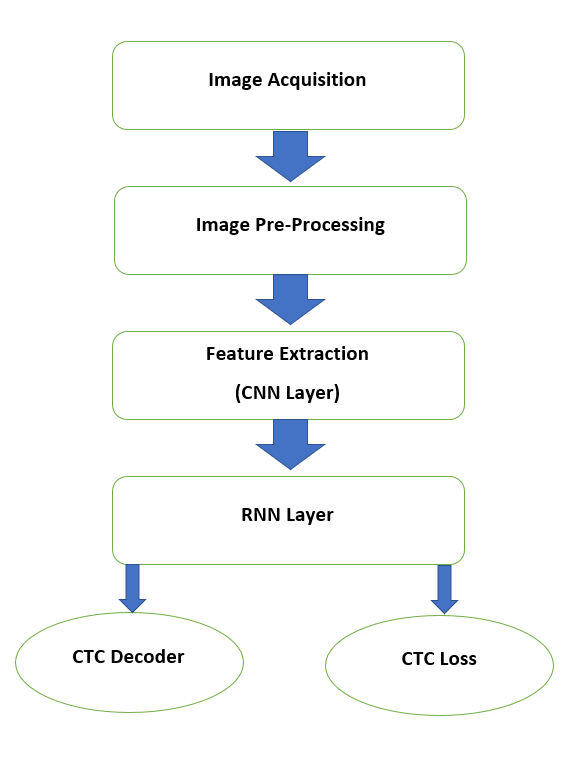 Image Acquisition
Image Pre-Processing
Feature Extraction
(CNN Layer)
RNN Layer
CTC Decoder
CTC Loss